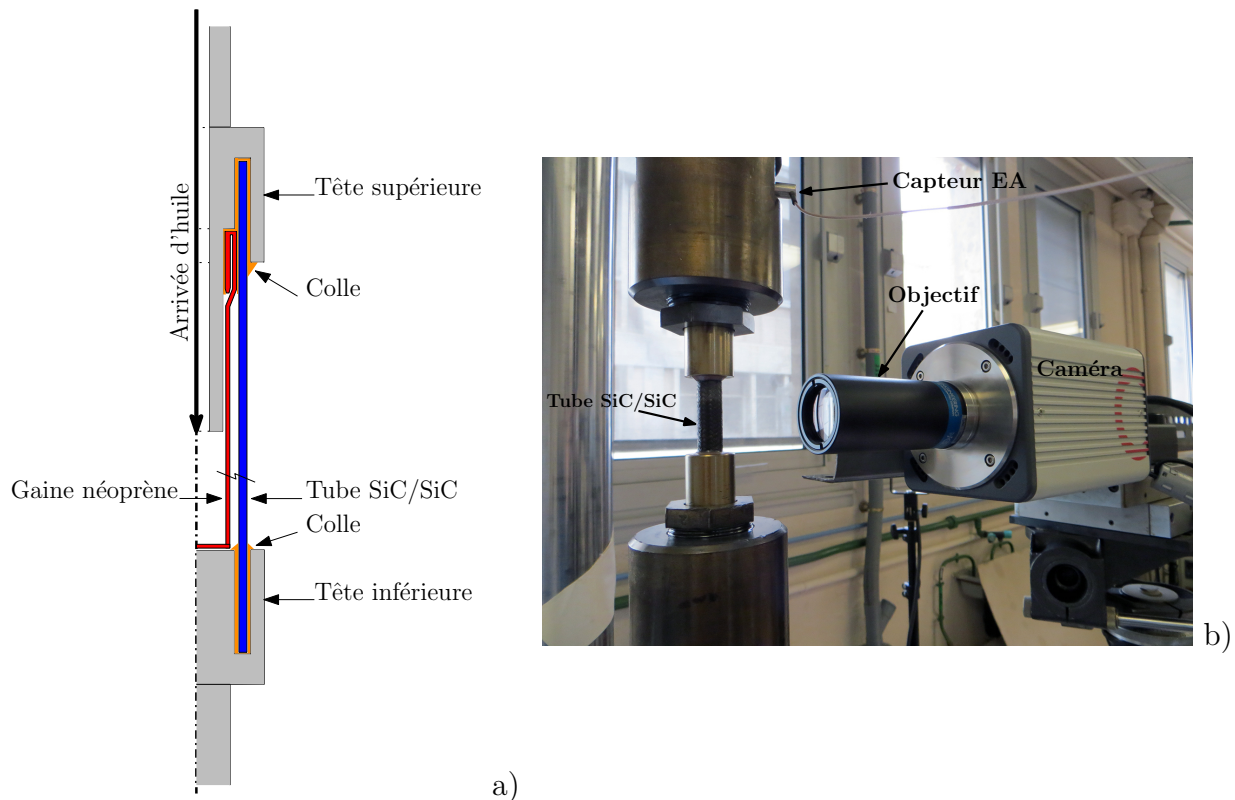 Arrivée d'huile
Tête supérieure
Colle
Gaine néoprène
Tube SiC/SiC
Colle
Tête inférieure
a)
Capteur EA
Objectif
Caméra
Tube SiC/SiC
b)